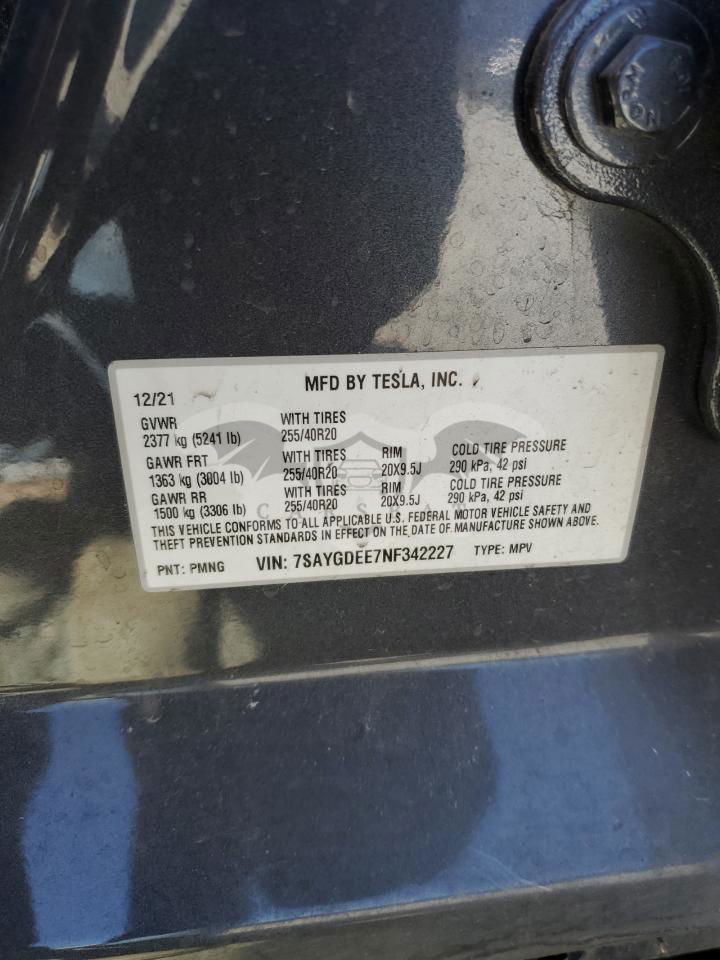 MFD BY TESLA, INC.
12/21
GVWR WITH TIRES
2377 kg (5241 lb) 255/40R20
GAWR FRT WITH TIRES RIM COLD TIRE PRESSURE
1363 kg (3004 lb) 255/40R20 20X9.5J 290 kPa, 42 psi
GAWR RR WITH TIRES RIM COLD TIRE PRESSURE
1500 kg (3306 lb) 255/40R20 20X9.5J 290 kPa, 42 psi
THIS VEHICLE CONFORMS TO ALL APPLICABLE U.S. FEDERAL MOTOR VEHICLE SAFETY AND
THEFT PREVENTION STANDARDS IN EFFECT ON THE DATE OF MANUFACTURE SHOWN ABOVE.
PNT: PMNG VIN: 7SAYGDEE7NF342227 TYPE: MPV